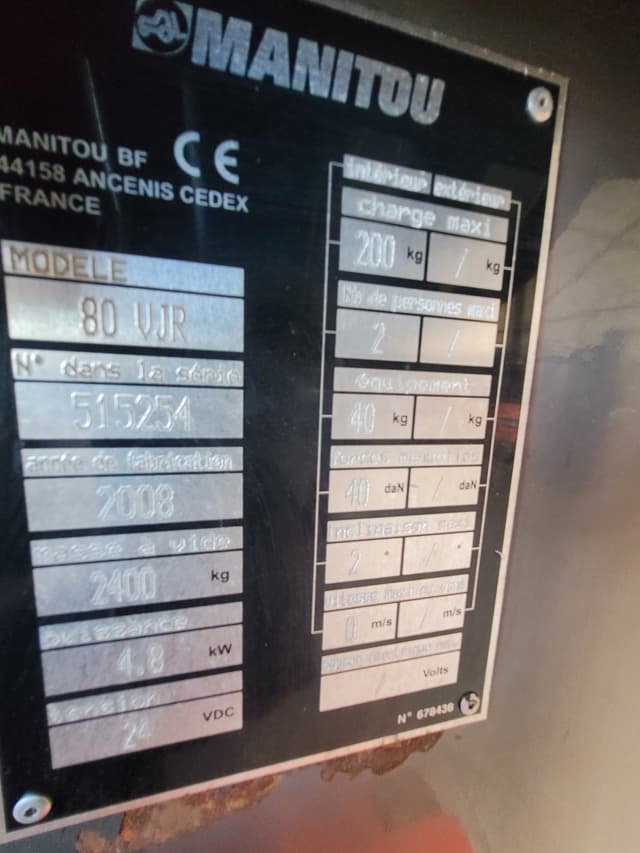 MANITOU
MANITOU BF CE
44158 ANCENIS CEDEX
FRANCE
MODELE
80 VJR
N° dans la série
515254
année de fabrication
2008
masse à vide
2400 kg
puissance
4.8 kW
tension
24 VDC
intérieur extérieur
charge maxi
200 kg / kg
Nb de personnes maxi
2 /
équipement
40 kg / kg
forces manuelles
40 daN / daN
inclinaison maxi
2 ° / °
vitesse maxi du vent
0 m/s / m/s
/ Volts
N° 678438